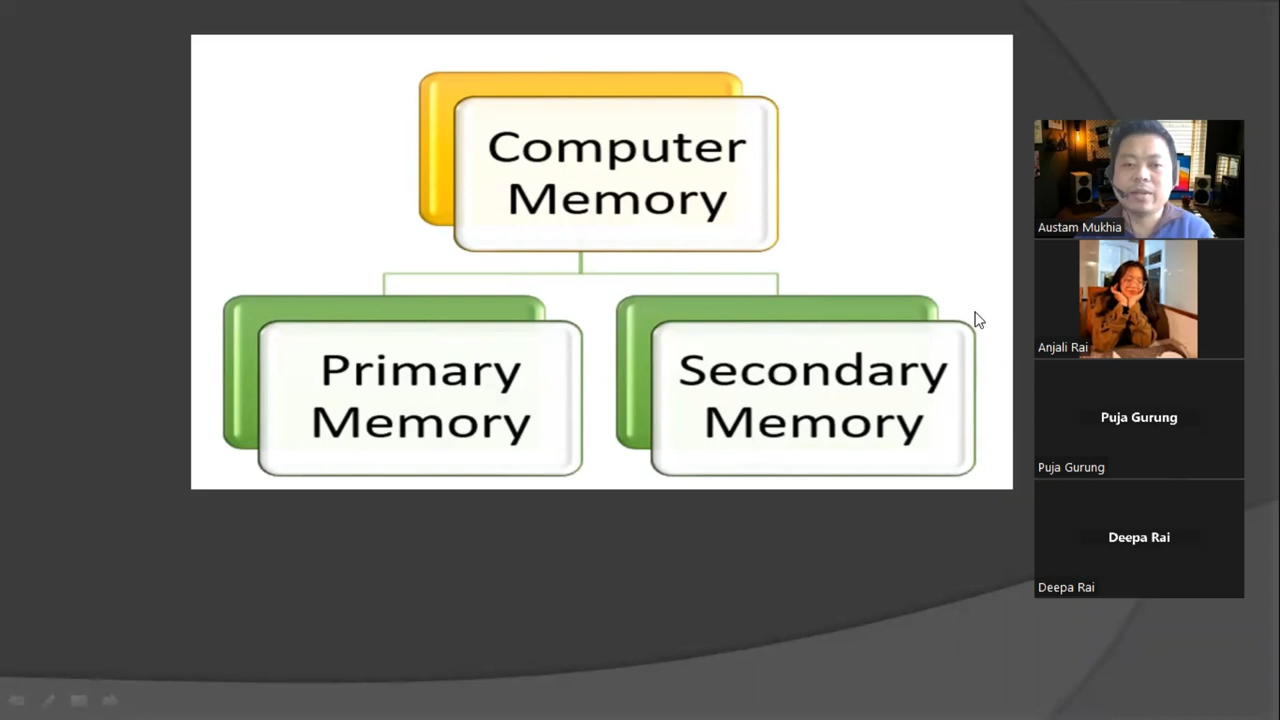 Computer
Memory
Primary
Memory
Secondary
Memory
Austam Mukhia
Anjali Rai
Puja Gurung
Puja Gurung
Deepa Rai
Deepa Rai